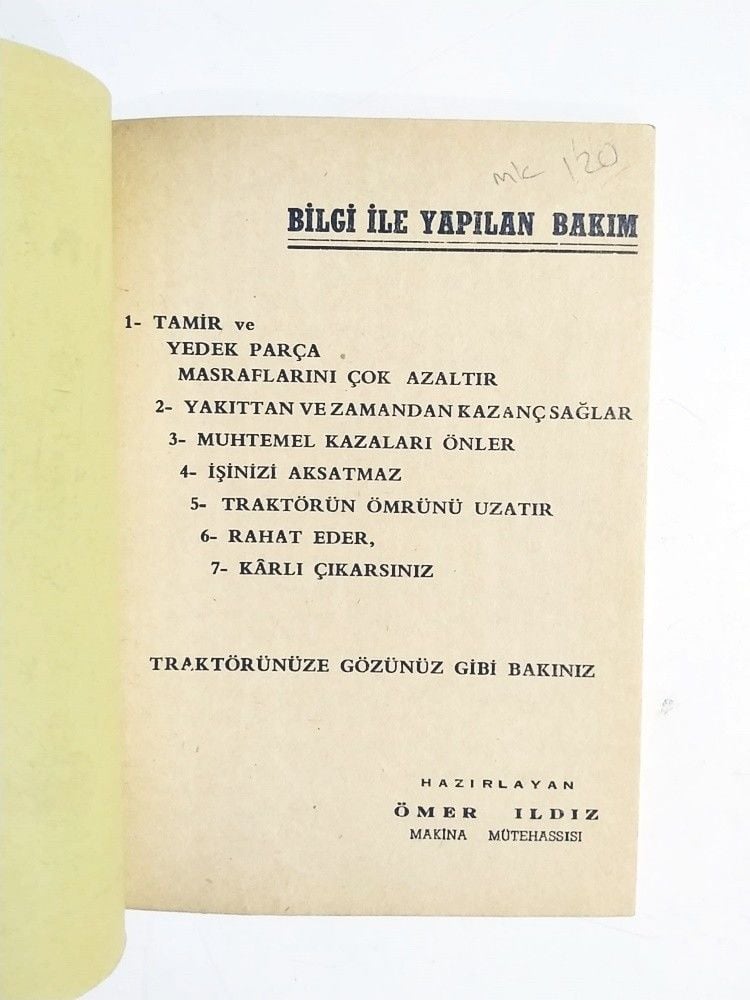 mk 120
BİLGİ İLE YAPILAN BAKIM
1- TAMİR ve
YEDEK PARÇA
MASRAFLARINI ÇOK AZALTIR
2- YAKITTAN VE ZAMANDAN KAZANÇ SAĞLAR
3- MUHTEMEL KAZALARI ÖNLER
4- İŞİNİZİ AKSATMAZ
5- TRAKTÖRÜN ÖMRÜNÜ UZATIR
6- RAHAT EDER,
7- KÂRLI ÇIKARSINIZ
TRAKTÖRÜNÜZE GÖZÜNÜZ GİBİ BAKINIZ
HAZIRLAYAN
ÖMER ILDIZ
MAKİNA MÜTEHASSISI